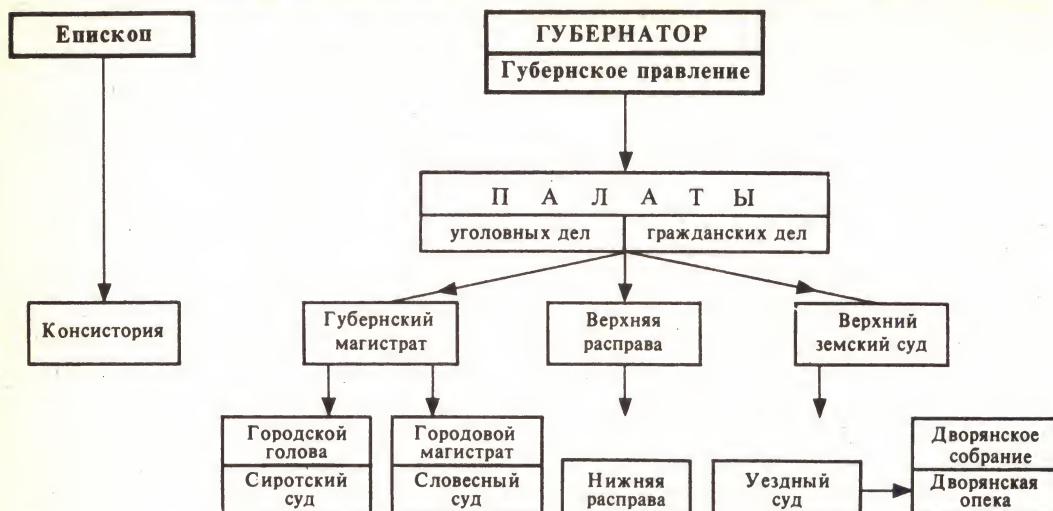 Епископ
ГУБЕРНАТОР
Губернское правление
ПАЛАТЫ
уголовных дел
гражданских дел
Консистория
Губернский
магистрат
Верхняя
расправа
Верхний
земский суд
Городской
голова
Сиротский
суд
Городовой
магистрат
Словесный
суд
Нижняя
расправа
Уездный
суд
Дворянское
собрание
Дворянская
опека